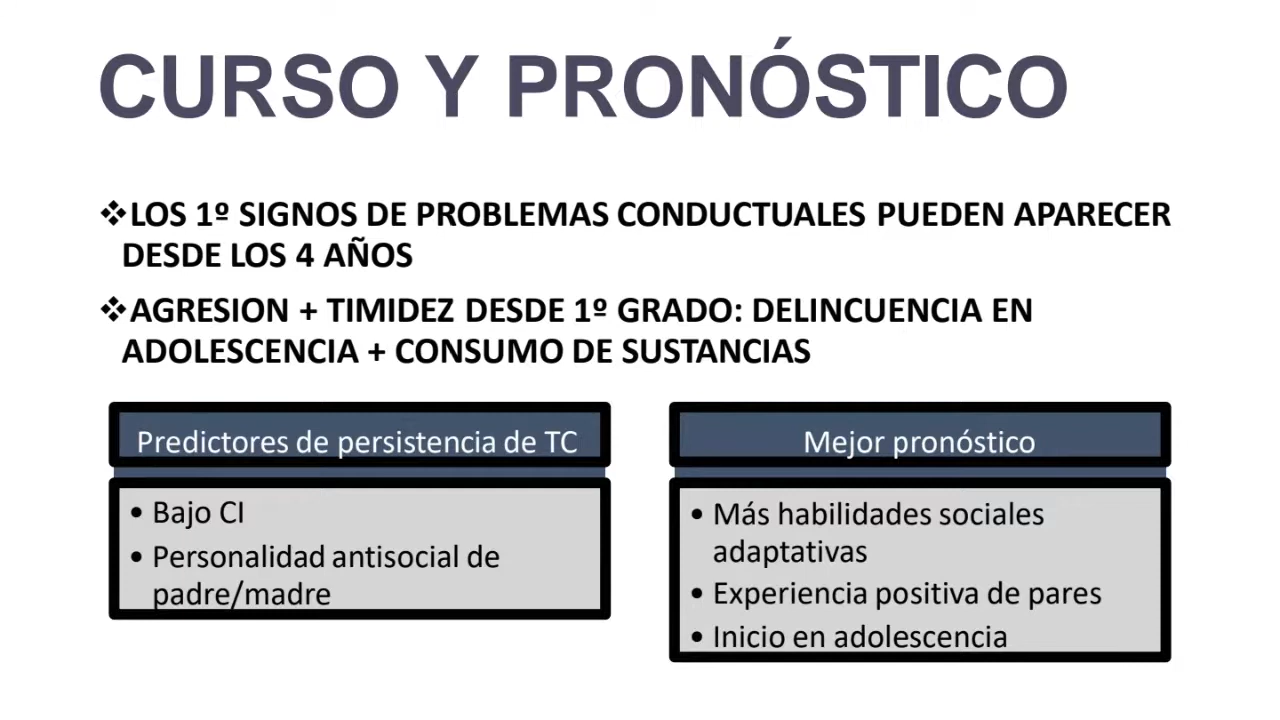 CURSO Y PRONÓSTICO
❖LOS 1º SIGNOS DE PROBLEMAS CONDUCTUALES PUEDEN APARECER
DESDE LOS 4 AÑOS
❖AGRESION + TIMIDEZ DESDE 1º GRADO: DELINCUENCIA EN
ADOLESCENCIA + CONSUMO DE SUSTANCIAS
Predictores de persistencia de TC
• Bajo CI
• Personalidad antisocial de
padre/madre
Mejor pronóstico
• Más habilidades sociales
adaptativas
• Experiencia positiva de pares
• Inicio en adolescencia